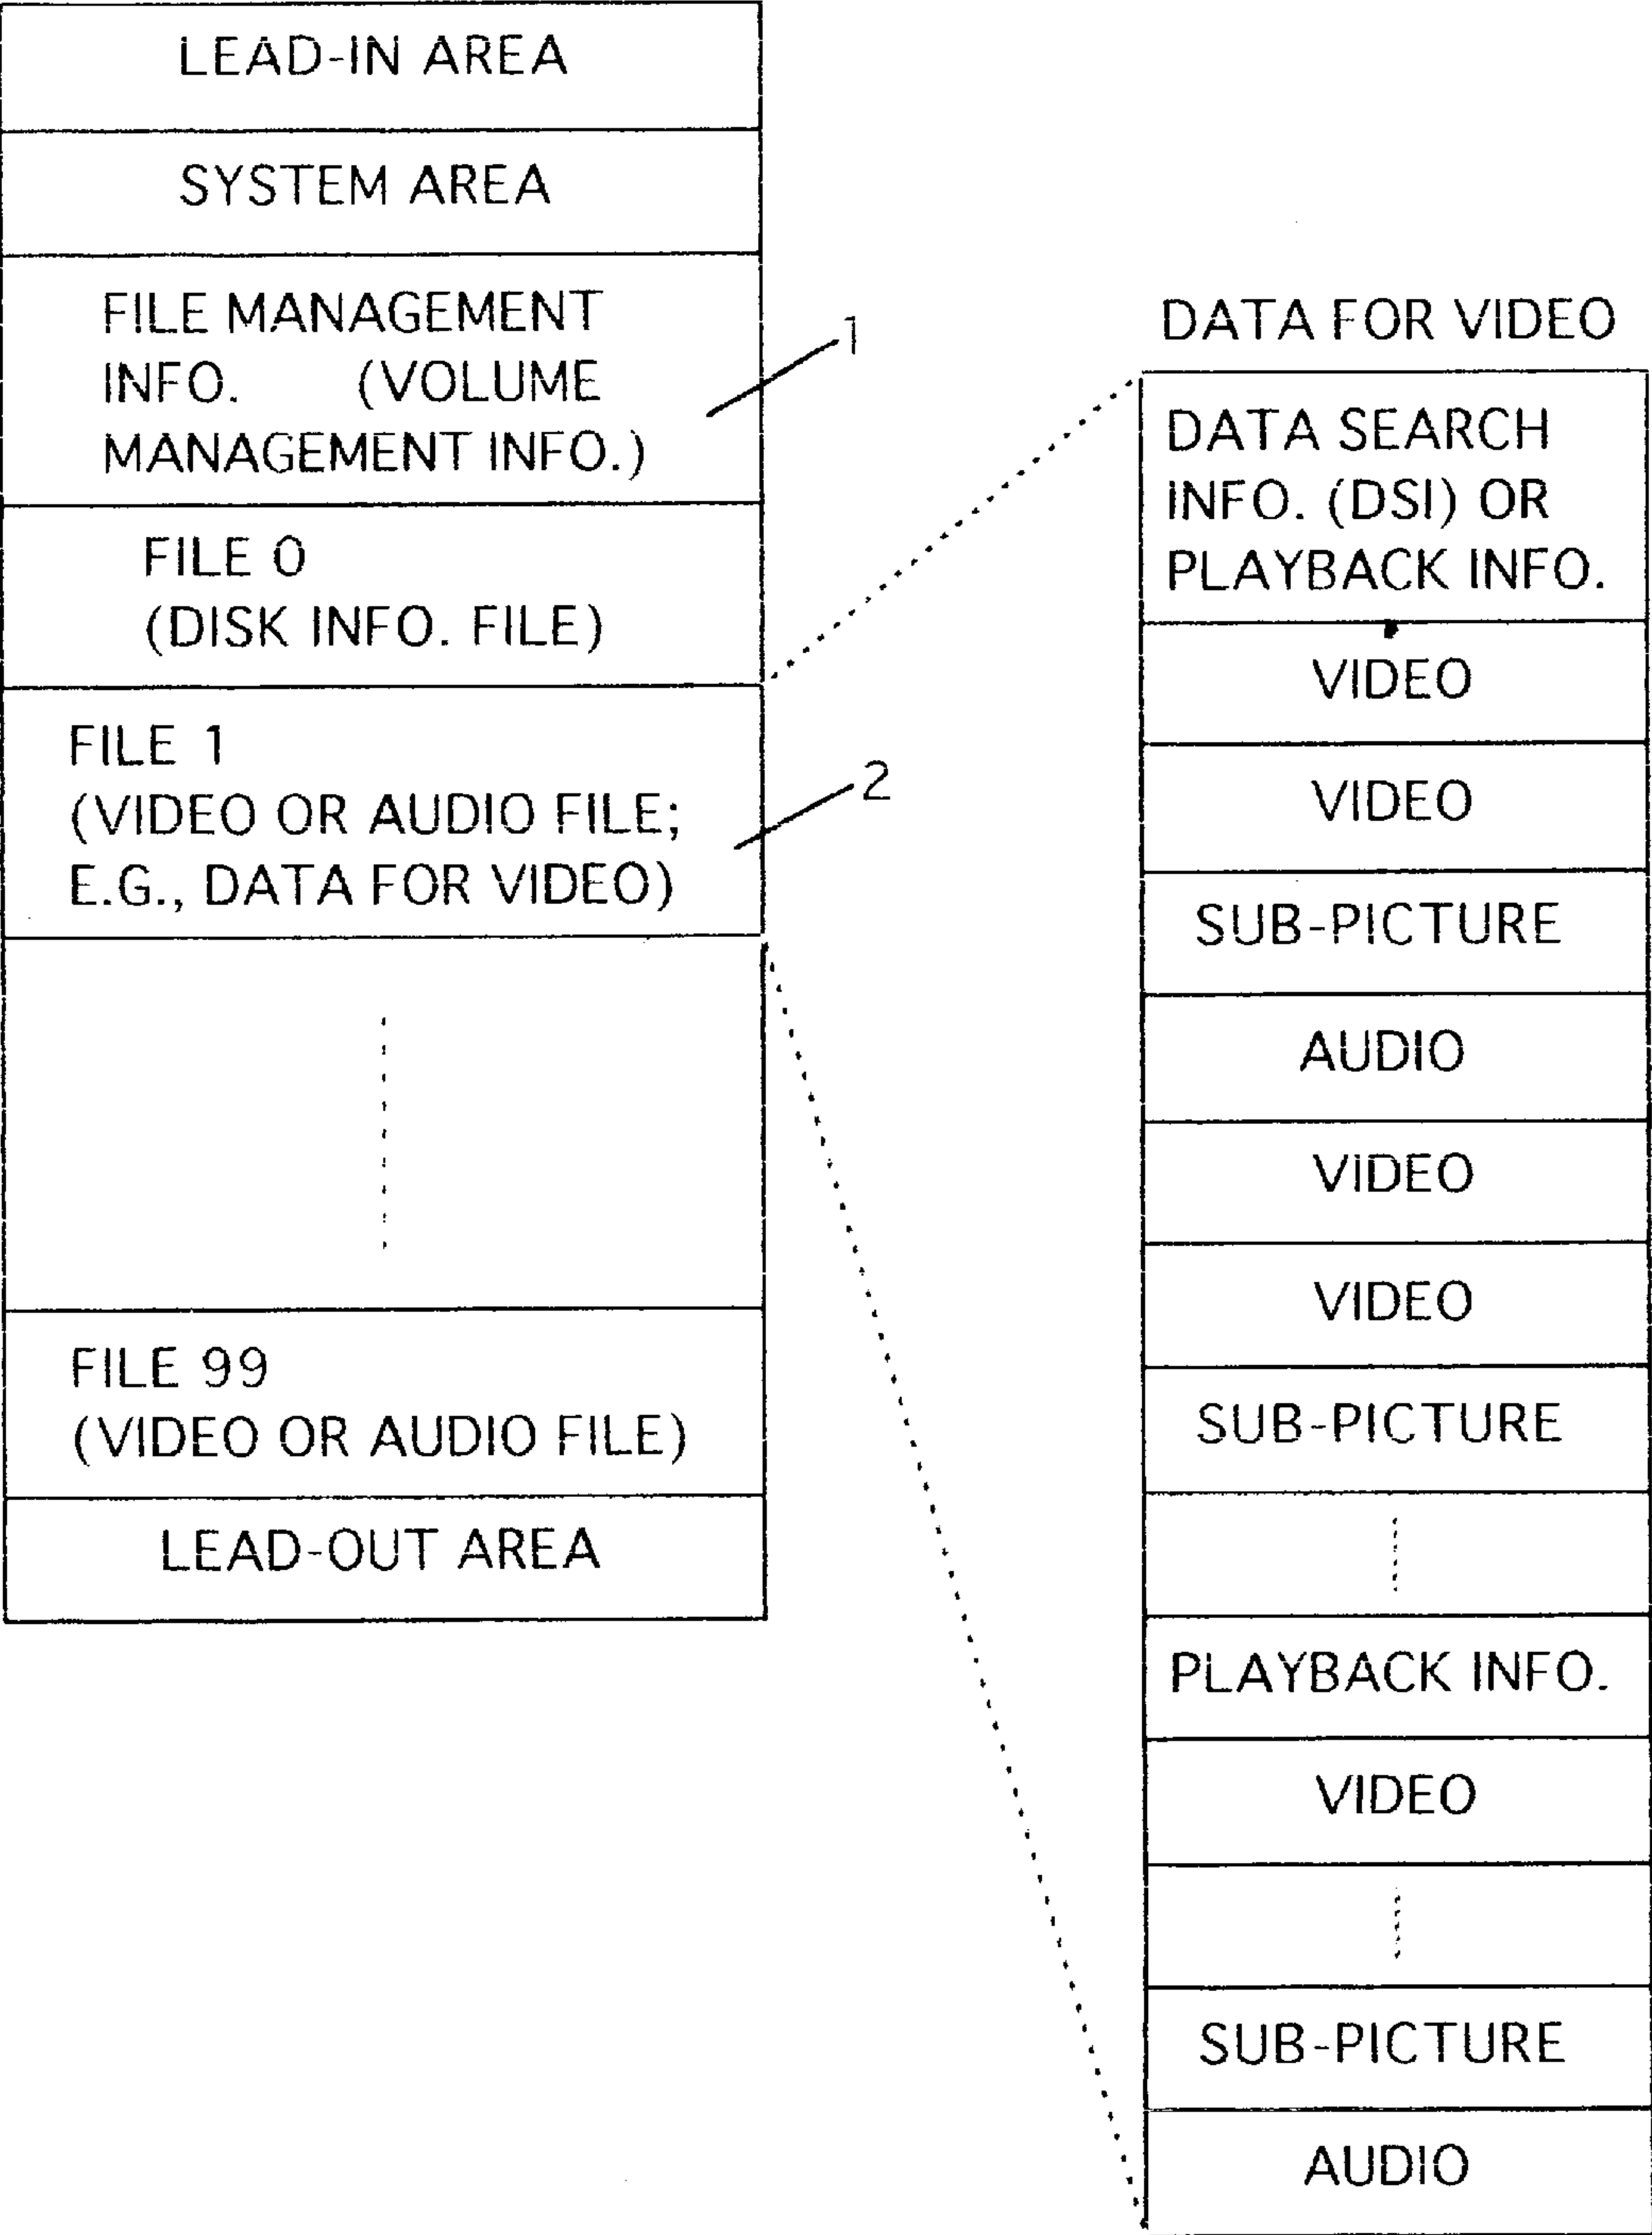 LEAD-IN AREA
SYSTEM AREA
FILE MANAGEMENT
INFO. (VOLUME
MANAGEMENT INFO.)
1
FILE 0
(DISK INFO. FILE)
FILE 1
(VIDEO OR AUDIO FILE;
E.G., DATA FOR VIDEO)
2
FILE 99
(VIDEO OR AUDIO FILE)
LEAD-OUT AREA
DATA FOR VIDEO
DATA SEARCH
INFO. (DSI) OR
PLAYBACK INFO.
VIDEO
VIDEO
SUB-PICTURE
AUDIO
VIDEO
VIDEO
SUB-PICTURE
PLAYBACK INFO.
VIDEO
SUB-PICTURE
AUDIO